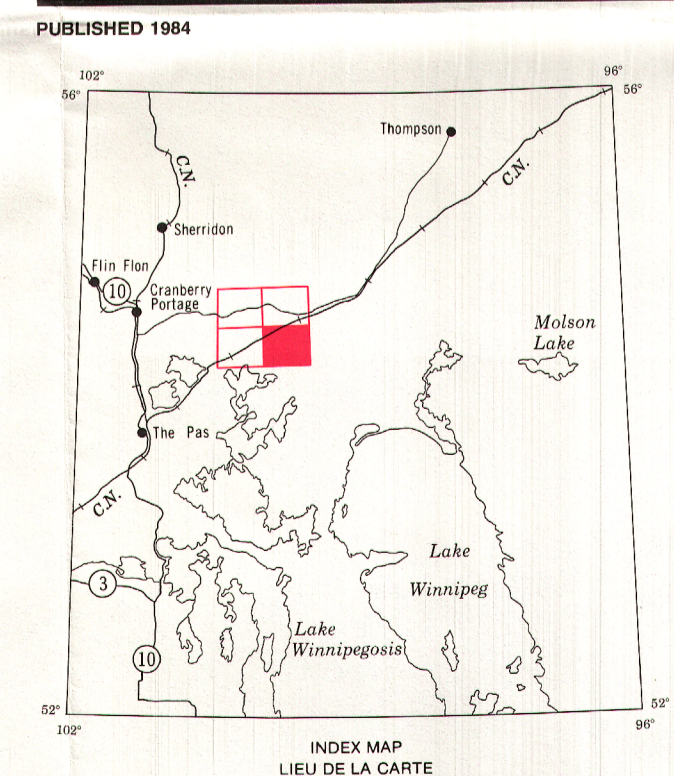 PUBLISHED 1984
102°
96°
56°
56°
Thompson
C.N.
C.N.
Sherridon
Flin Flon
10
Cranberry
Portage
Molson
Lake
The Pas
C.N.
Lake
Winnipeg
3
Lake
Winnipegosis
10
52°
52°
102°
96°
INDEX MAP
LIEU DE LA CARTE